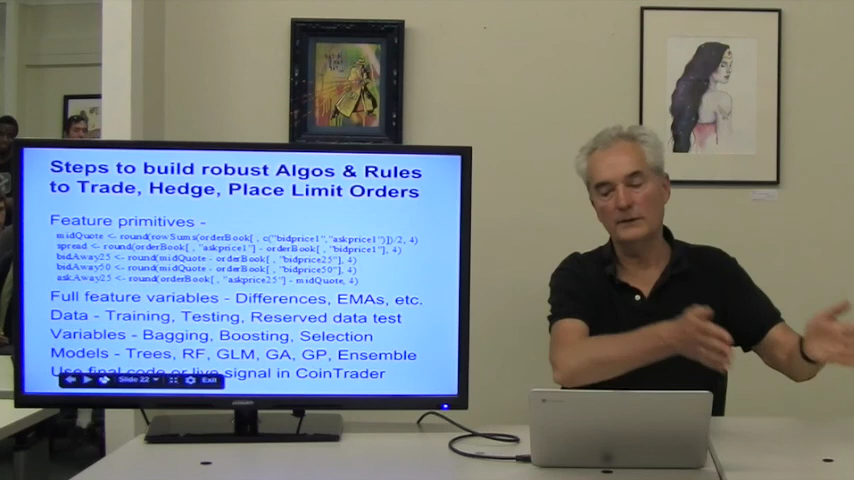 Steps to build robust Algos & Rules
to Trade, Hedge, Place Limit Orders
Feature primitives -
midQuote <- round(rowSums(orderBook[ , c("bidprice1","askprice1")])/2, 4)
spread <- round(orderBook[ , "askprice1"] - orderBook[ , "bidprice1"], 4)
bidAway25 <- round(midQuote - orderBook[ , "bidprice25"], 4)
bidAway50 <- round(midQuote - orderBook[ , "bidprice50"], 4)
askAway25 <- round(orderBook[ , "askprice25"] - midQuote, 4)
Full feature variables - Differences, EMAs, etc.
Data - Training, Testing, Reserved data test
Variables - Bagging, Boosting, Selection
Models - Trees, RF, GLM, GA, GP, Ensemble
Use final code or live signal in CoinTrader
Slide 22 Exit